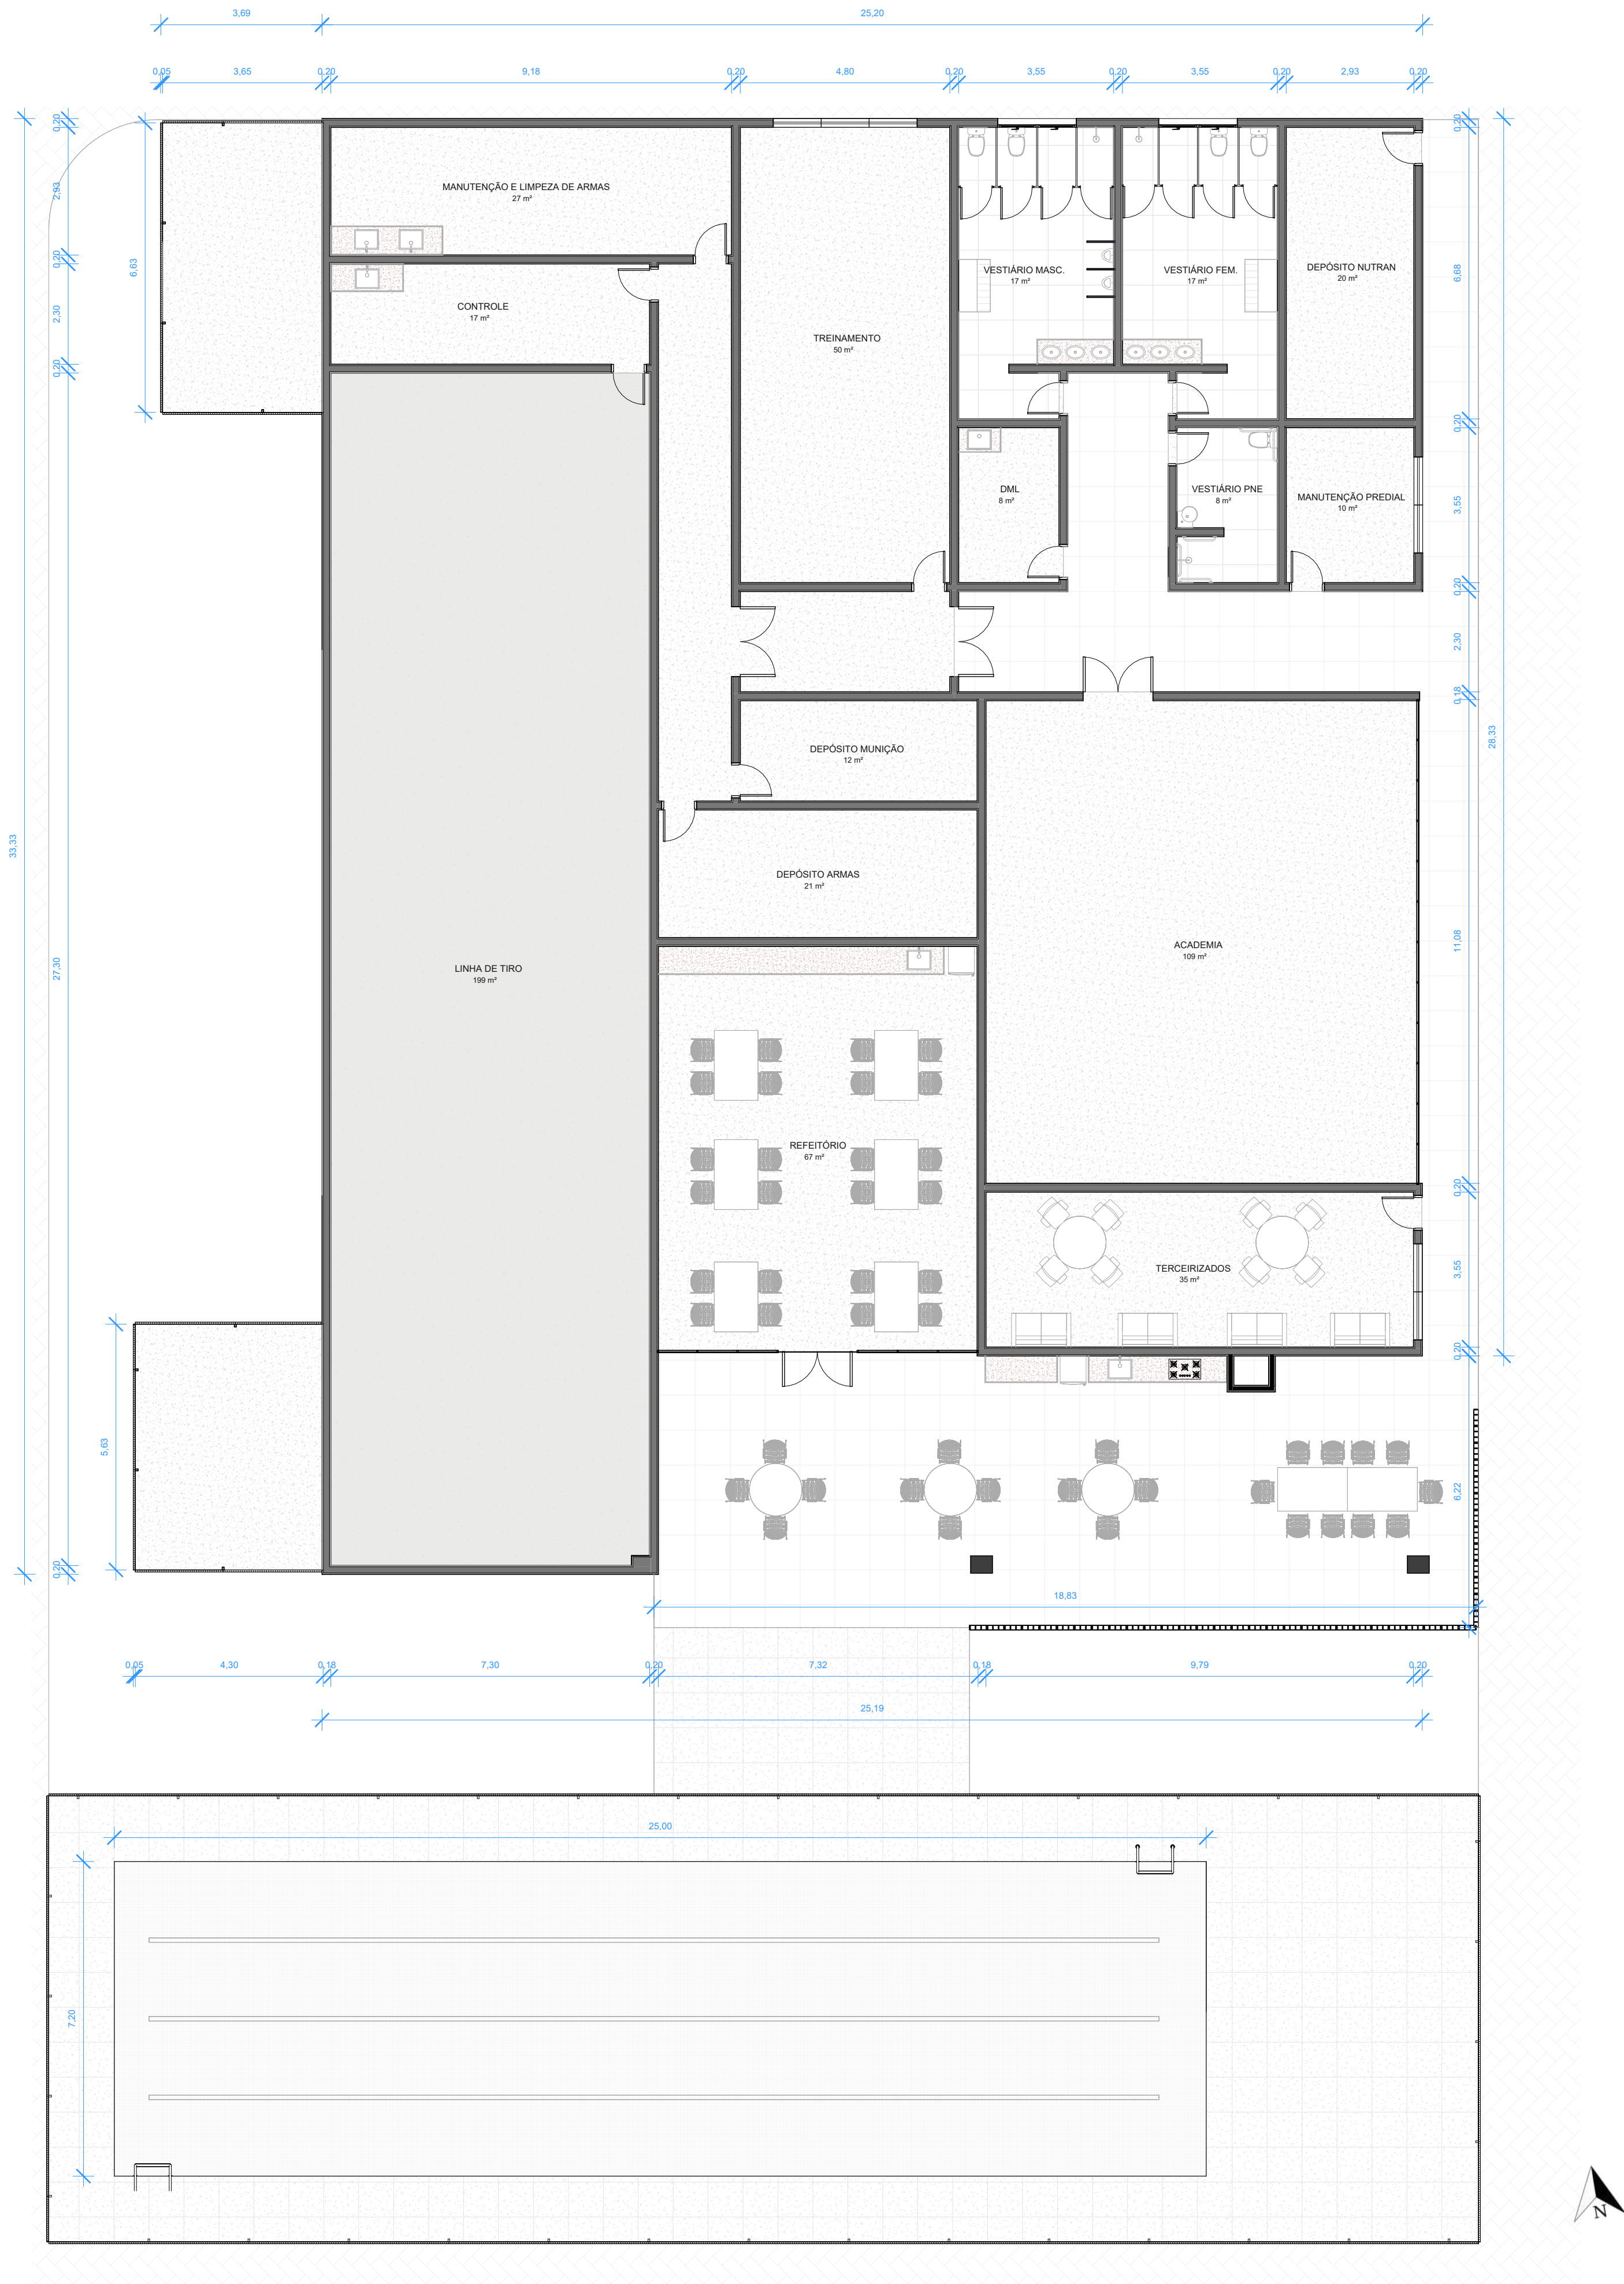 3,69
25,20
0,05
3,65
0,20
9,18
0,20
4,80
0,20
3,55
0,20
3,55
0,20
2,93
0,20
0,20
2,93
0,20
2,30
0,20
6,63
33,33
27,30
0,20
5,63
MANUTENÇÃO E LIMPEZA DE ARMAS
27 m²
CONTROLE
17 m²
TREINAMENTO
50 m²
VESTIÁRIO MASC.
17 m²
VESTIÁRIO FEM.
17 m²
DEPÓSITO NUTRAN
20 m²
DML
8 m²
VESTIÁRIO PNE
8 m²
MANUTENÇÃO PREDIAL
10 m²
DEPÓSITO MUNIÇÃO
12 m²
DEPÓSITO ARMAS
21 m²
LINHA DE TIRO
199 m²
ACADEMIA
109 m²
REFEITÓRIO
67 m²
TERCEIRIZADOS
35 m²
0,20
6,68
0,20
3,55
0,20
2,30
0,18
28,33
11,08
0,20
3,55
0,20
6,22
18,83
0,05
4,30
0,18
7,30
0,20
7,32
0,18
9,79
0,20
25,19
25,00
7,20
N